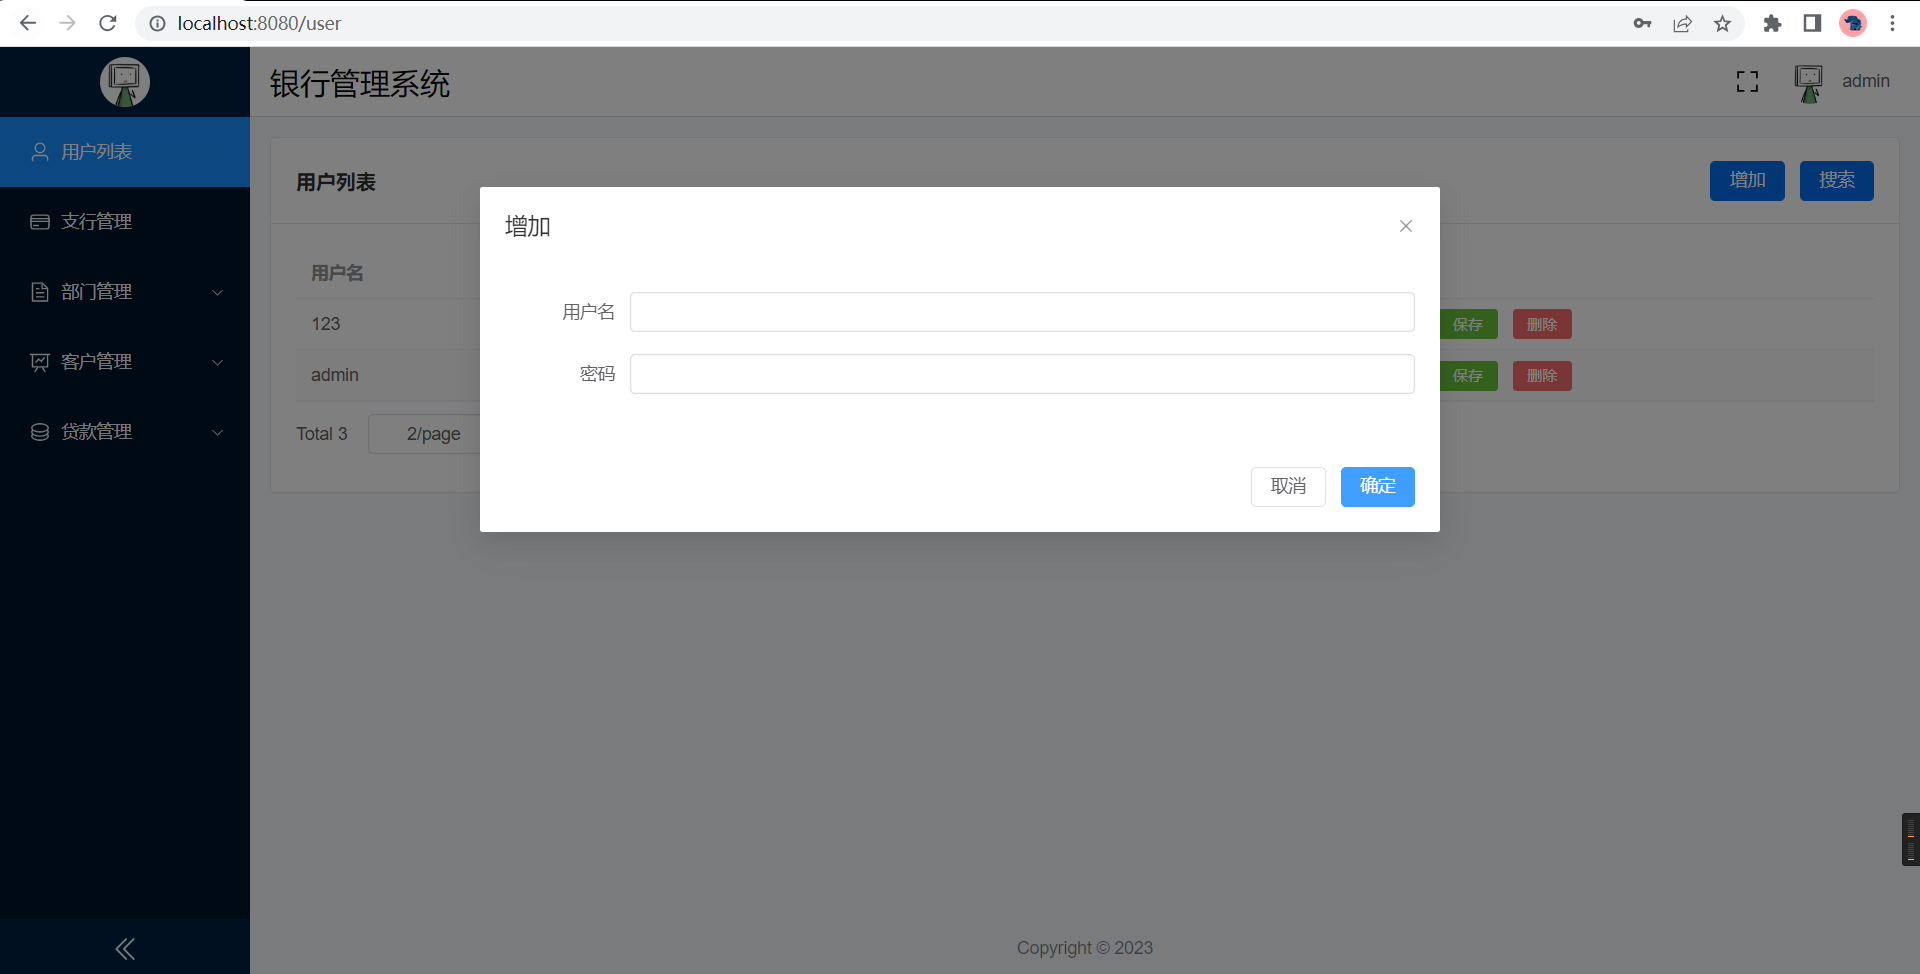 localhost:8080/user
银行管理系统
admin
用户列表
支行管理
部门管理
客户管理
贷款管理
用户列表
增加
搜索
用户名
123
保存
删除
admin
保存
删除
Total 3
2/page
增加
用户名
密码
取消
确定
Copyright © 2023